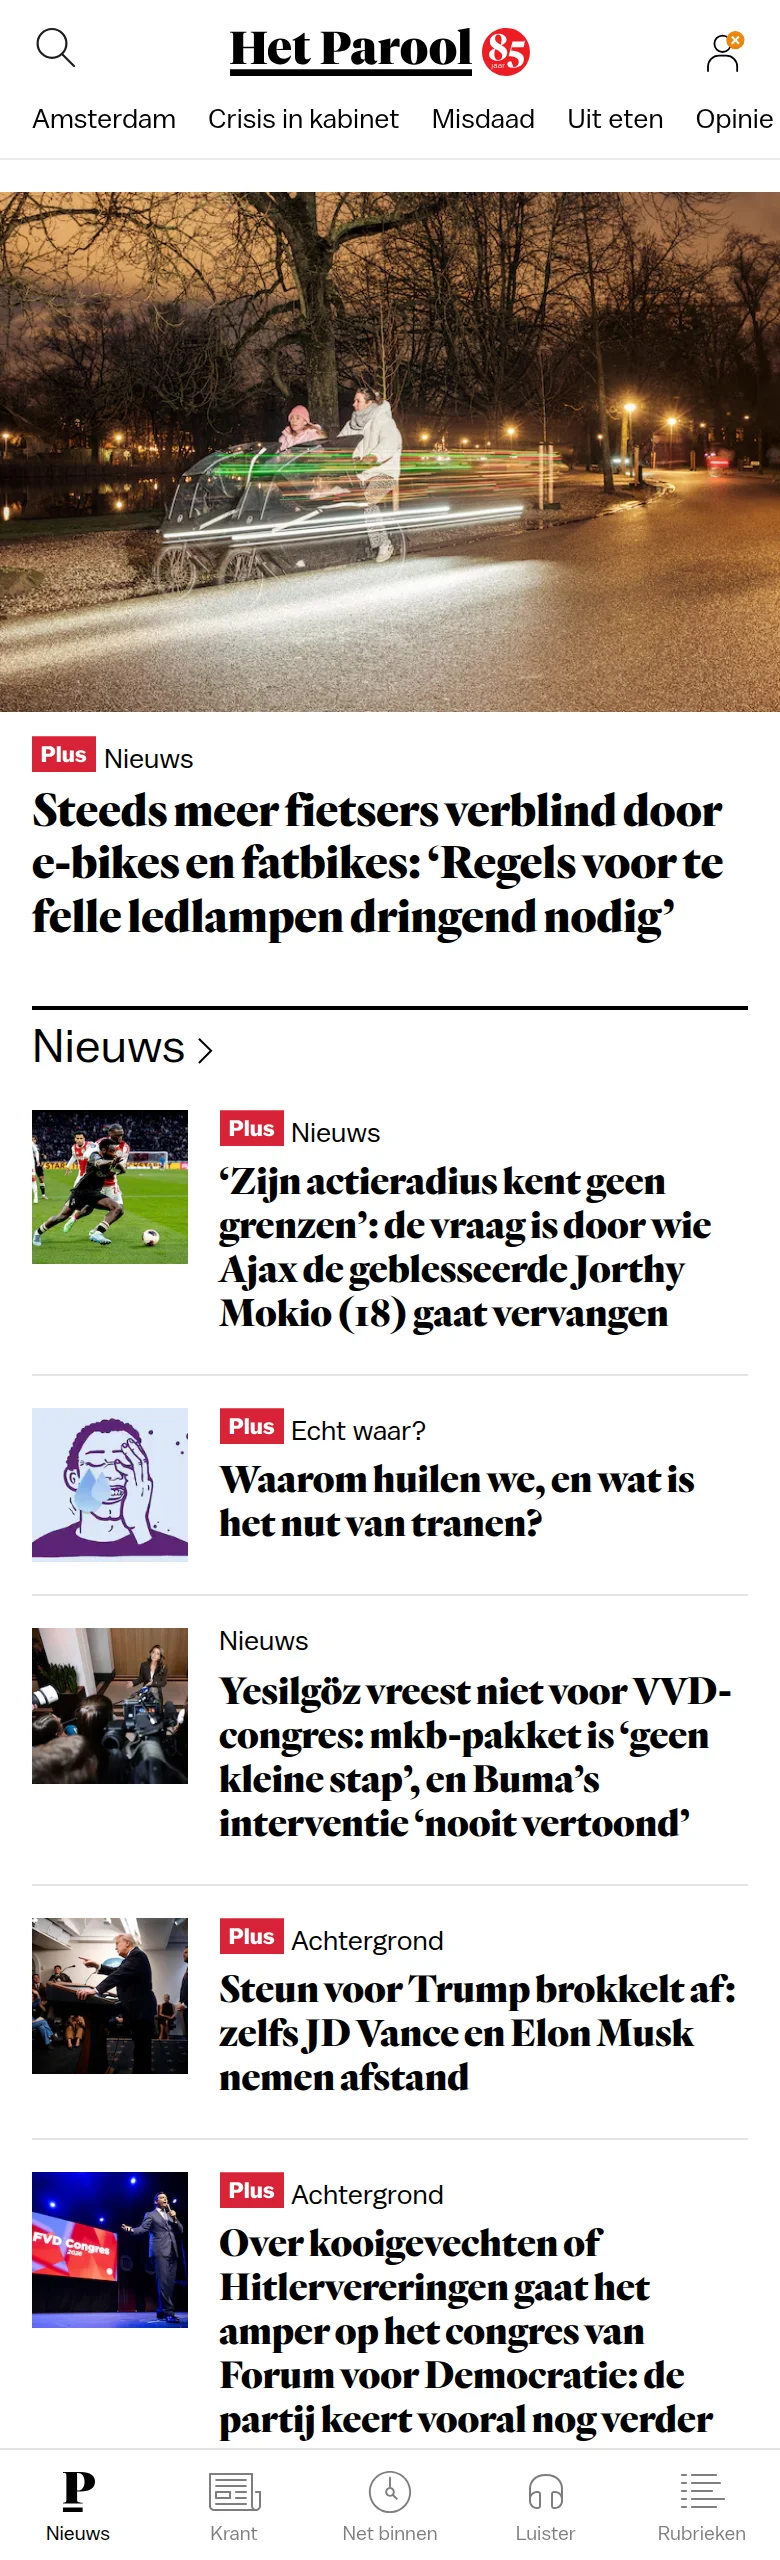 Het Parool 85 jaar
Amsterdam Crisis in kabinet Misdaad Uit eten Opinie
Plus Nieuws
Steeds meer fietsers verblind door
e-bikes en fatbikes: ‘Regels voor te
felle ledlampen dringend nodig’
Nieuws
Plus Nieuws
‘Zijn actieradius kent geen
grenzen’: de vraag is door wie
Ajax de geblesseerde Jorthy
Mokio (18) gaat vervangen
Plus Echt waar?
Waarom huilen we, en wat is
het nut van tranen?
Nieuws
Yesilgöz vreest niet voor VVD-
congres: mkb-pakket is ‘geen
kleine stap’, en Buma’s
interventie ‘nooit vertoond’
Plus Achtergrond
Steun voor Trump brokkelt af:
zelfs JD Vance en Elon Musk
nemen afstand
FVD Congres
2026
Plus Achtergrond
Over kooigevechten of
Hitlervereringen gaat het
amper op het congres van
Forum voor Democratie: de
partij keert vooral nog verder
P
Nieuws Krant Net binnen Luister Rubrieken